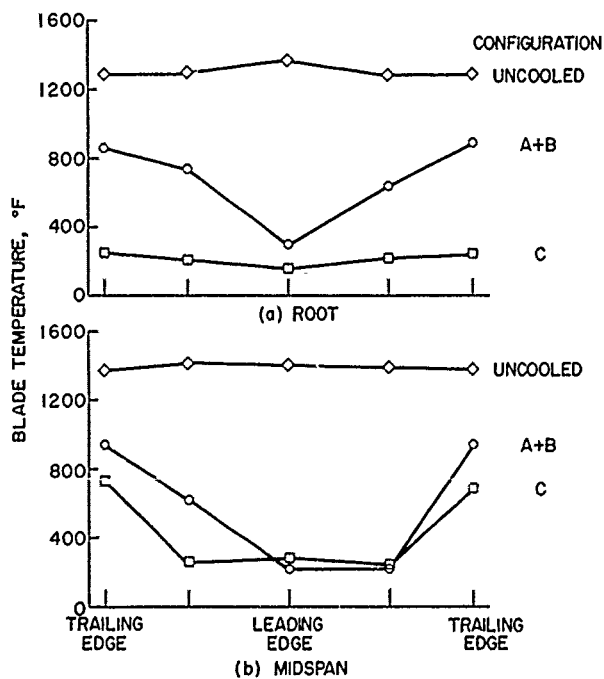 1600
1200
800
400
0
CONFIGURATION
UNCOOLED
A+B
C
(a) ROOT
BLADE TEMPERATURE, °F
1600
1200
800
400
0
UNCOOLED
A+B
C
TRAILING EDGE
LEADING EDGE
TRAILING EDGE
(b) MIDSPAN